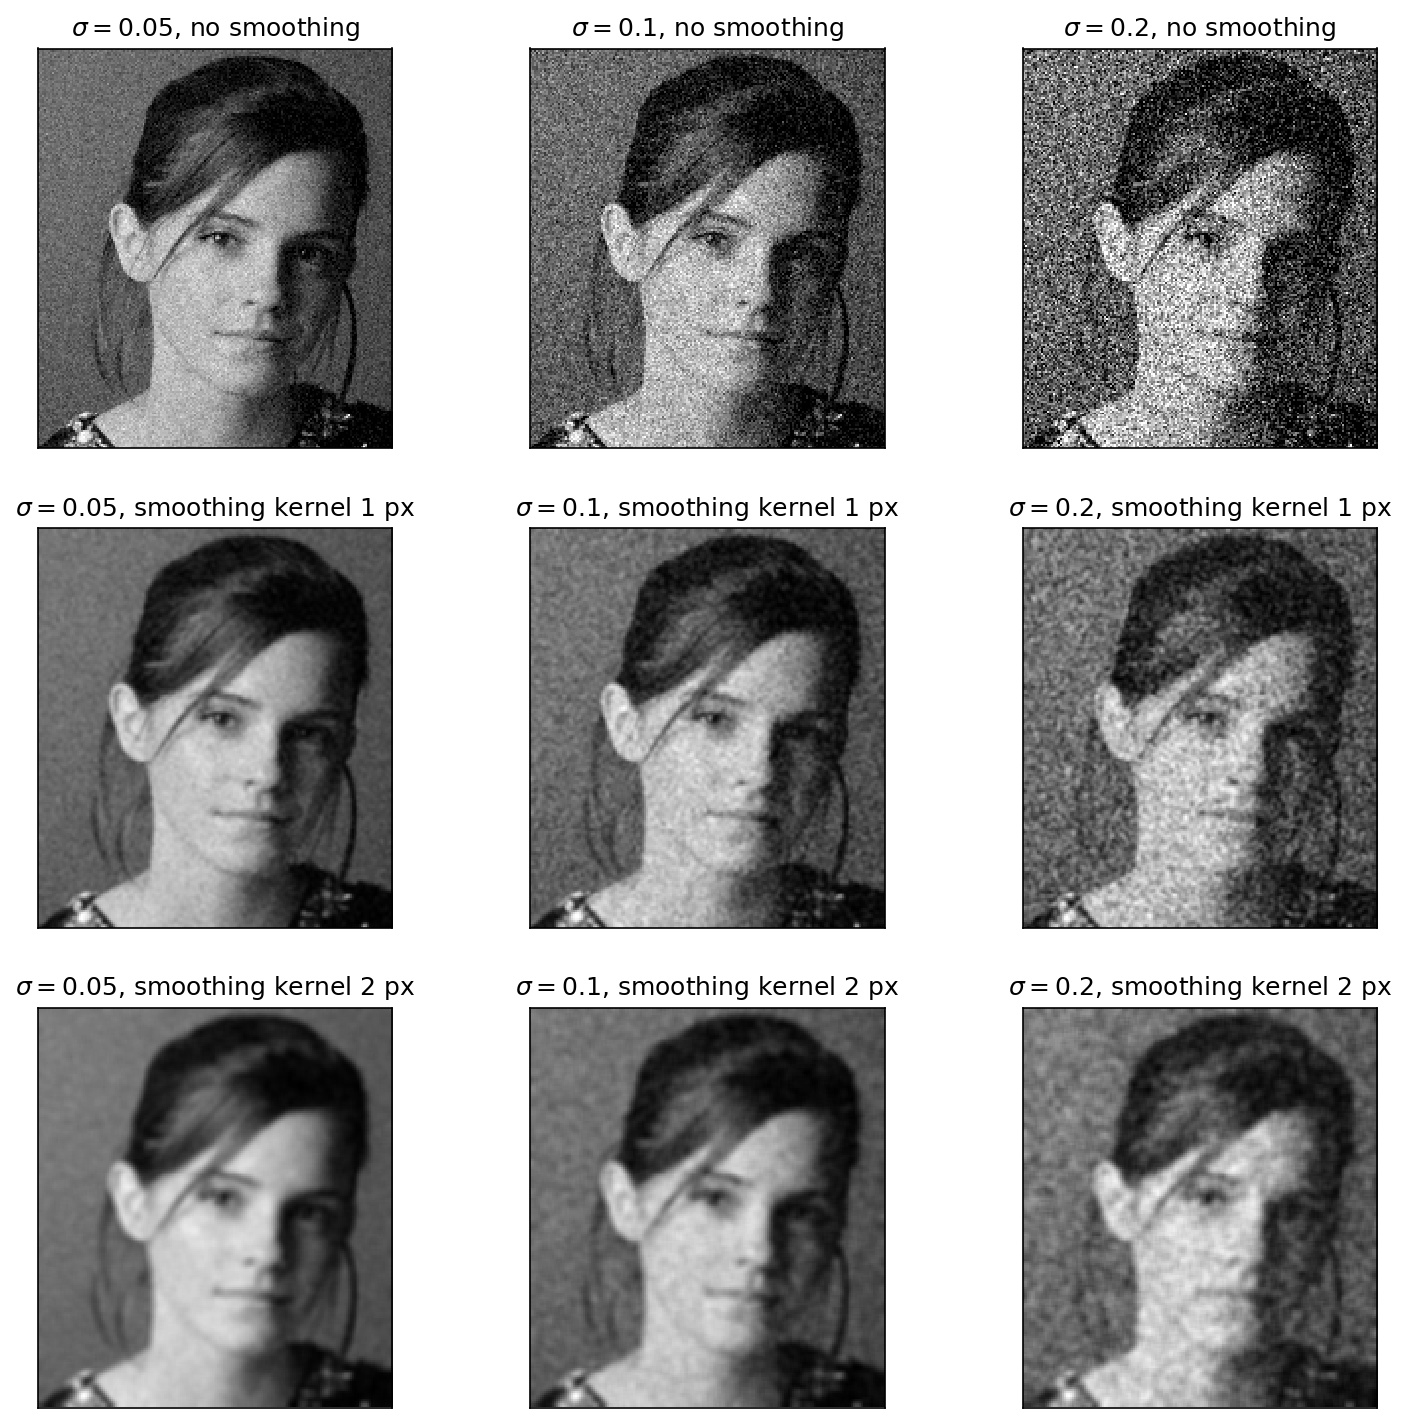 σ = 0.05, no smoothing
σ = 0.1, no smoothing
σ = 0.2, no smoothing
σ = 0.05, smoothing kernel 1 px
σ = 0.1, smoothing kernel 1 px
σ = 0.2, smoothing kernel 1 px
σ = 0.05, smoothing kernel 2 px
σ = 0.1, smoothing kernel 2 px
σ = 0.2, smoothing kernel 2 px